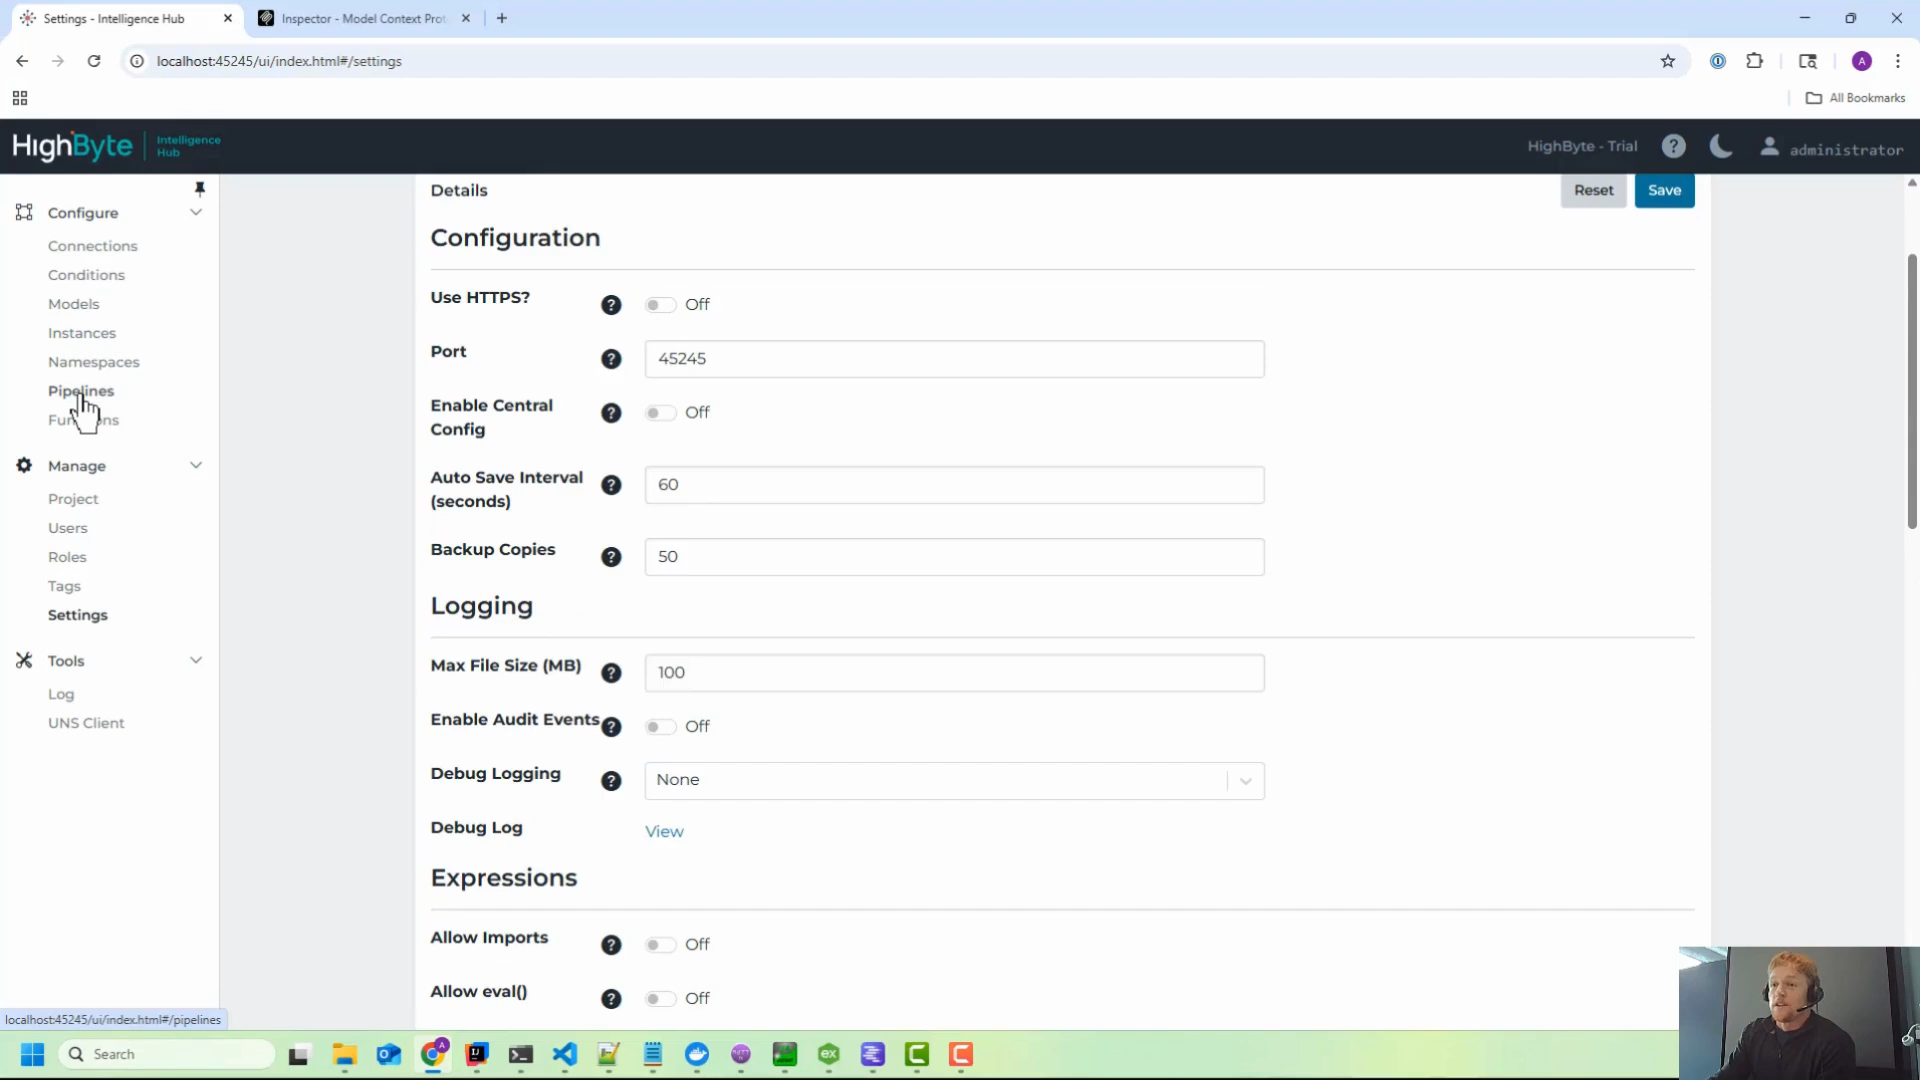 Settings - Intelligence Hub
Inspector - Model Context Prot
localhost:45245/ui/index.html#/settings
A
All Bookmarks
HighByte
Intelligence
Hub
HighByte - Trial
administrator
Configure
Connections
Conditions
Models
Instances
Namespaces
Pipelines
Functions
Manage
Project
Users
Roles
Tags
Settings
Tools
Log
UNS Client
Details
Reset
Save
Configuration
Use HTTPS?
Off
Port
45245
Enable Central
Config
Off
Auto Save Interval
(seconds)
60
Backup Copies
50
Logging
Max File Size (MB)
100
Enable Audit Events
Off
Debug Logging
None
Debug Log
View
Expressions
Allow Imports
Off
Allow eval()
Off
localhost:45245/ui/index.html#/pipelines
Search